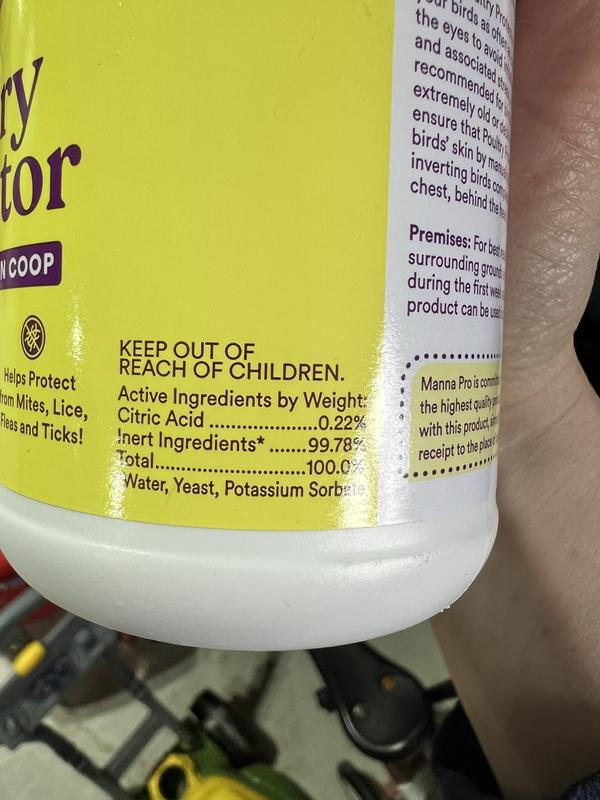 ry
tor
N COOP
Helps Protect
from Mites, Lice,
Fleas and Ticks!
KEEP OUT OF
REACH OF CHILDREN.
Active Ingredients by Weight:
Citric Acid ....................0.22%
Inert Ingredients* .......99.78%
Total............................100.0%
*Water, Yeast, Potassium Sorbate
your birds as often
the eyes to avoid
and associated
recommended for
extremely old or
ensure that Poultry
birds' skin by
inverting birds
chest, behind the
Premises: For best
surrounding
during the first
product can be used
Manna Pro is
the highest quality
with this product,
receipt to the place